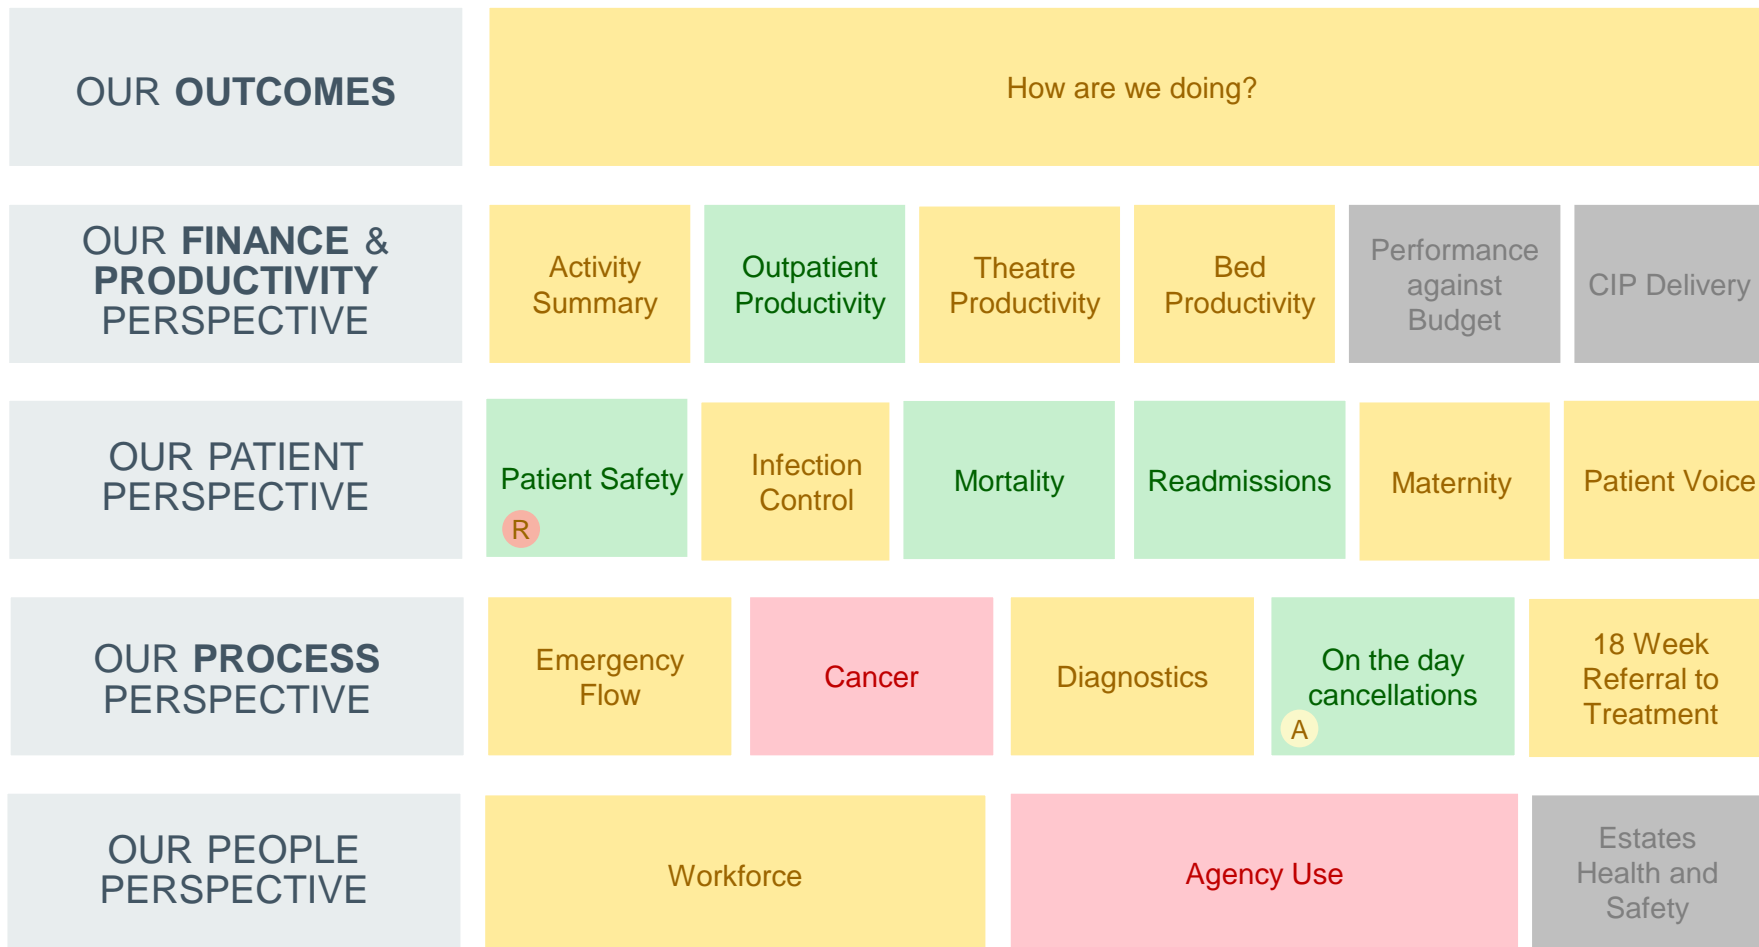 OUR OUTCOMES
How are we doing?
OUR FINANCE &
PRODUCTIVITY
PERSPECTIVE
Activity
Summary
Outpatient
Productivity
Theatre
Productivity
Bed
Productivity
Performance
against
Budget
CIP Delivery
OUR PATIENT
PERSPECTIVE
Patient Safety
R
Infection
Control
Mortality
Readmissions
Maternity
Patient Voice
OUR PROCESS
PERSPECTIVE
Emergency
Flow
Cancer
Diagnostics
On the day
cancellations
A
18 Week
Referral to
Treatment
OUR PEOPLE
PERSPECTIVE
Workforce
Agency Use
Estates
Health and
Safety